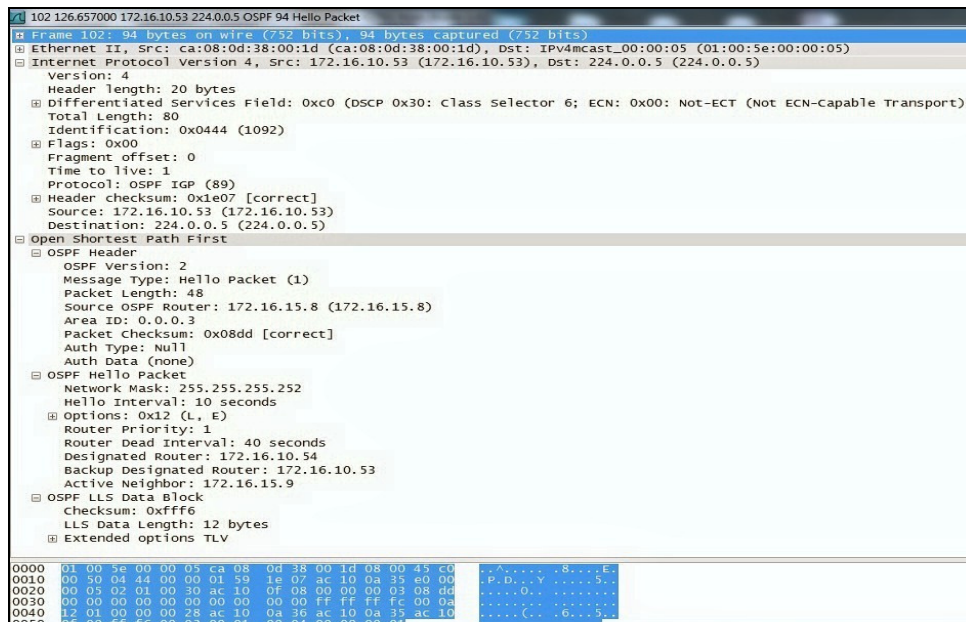 102 126.657000 172.16.10.53 224.0.0.5 OSPF 94 Hello Packet
Frame 102: 94 bytes on wire (752 bits), 94 bytes captured (752 bits)
Ethernet II, Src: ca:08:0d:38:00:1d (ca:08:0d:38:00:1d), Dst: IPv4mcast_00:00:05 (01:00:5e:00:00:05)
Internet Protocol Version 4, Src: 172.16.10.53 (172.16.10.53), Dst: 224.0.0.5 (224.0.0.5)
Version: 4
Header length: 20 bytes
Differentiated Services Field: 0xc0 (DSCP 0x30: Class Selector 6; ECN: 0x00: Not-ECT (Not ECN-Capable Transport)
Total Length: 80
Identification: 0x0444 (1092)
Flags: 0x00
Fragment offset: 0
Time to live: 1
Protocol: OSPF IGP (89)
Header checksum: 0x1e07 [correct]
Source: 172.16.10.53 (172.16.10.53)
Destination: 224.0.0.5 (224.0.0.5)
Open Shortest Path First
OSPF Header
OSPF Version: 2
Message Type: Hello Packet (1)
Packet Length: 48
Source OSPF Router: 172.16.15.8 (172.16.15.8)
Area ID: 0.0.0.3
Packet Checksum: 0x08dd [correct]
Auth Type: Null
Auth Data (none)
OSPF Hello Packet
Network Mask: 255.255.255.252
Hello Interval: 10 seconds
Options: 0x12 (L, E)
Router Priority: 1
Router Dead Interval: 40 seconds
Designated Router: 172.16.10.54
Backup Designated Router: 172.16.10.53
Active Neighbor: 172.16.15.9
OSPF LLS Data Block
Checksum: 0xfff6
LLS Data Length: 12 bytes
Extended options TLV
0000 01 00 5e 00 00 05 ca 08 0d 38 00 1d 08 00 45 c0 ..^..... .8....E.
0010 00 50 04 44 00 00 01 59 1e 07 ac 10 0a 35 e0 00 .P.D...Y .....5..
0020 00 05 02 01 00 30 ac 10 0f 08 00 00 00 03 08 dd .....0.. ........
0030 00 00 00 00 00 00 00 00 00 00 ff ff ff fc 00 0a ........ ........
0040 12 01 00 00 00 28 ac 10 0a 36 ac 10 0a 35 ac 10 .....(.. .6...5..